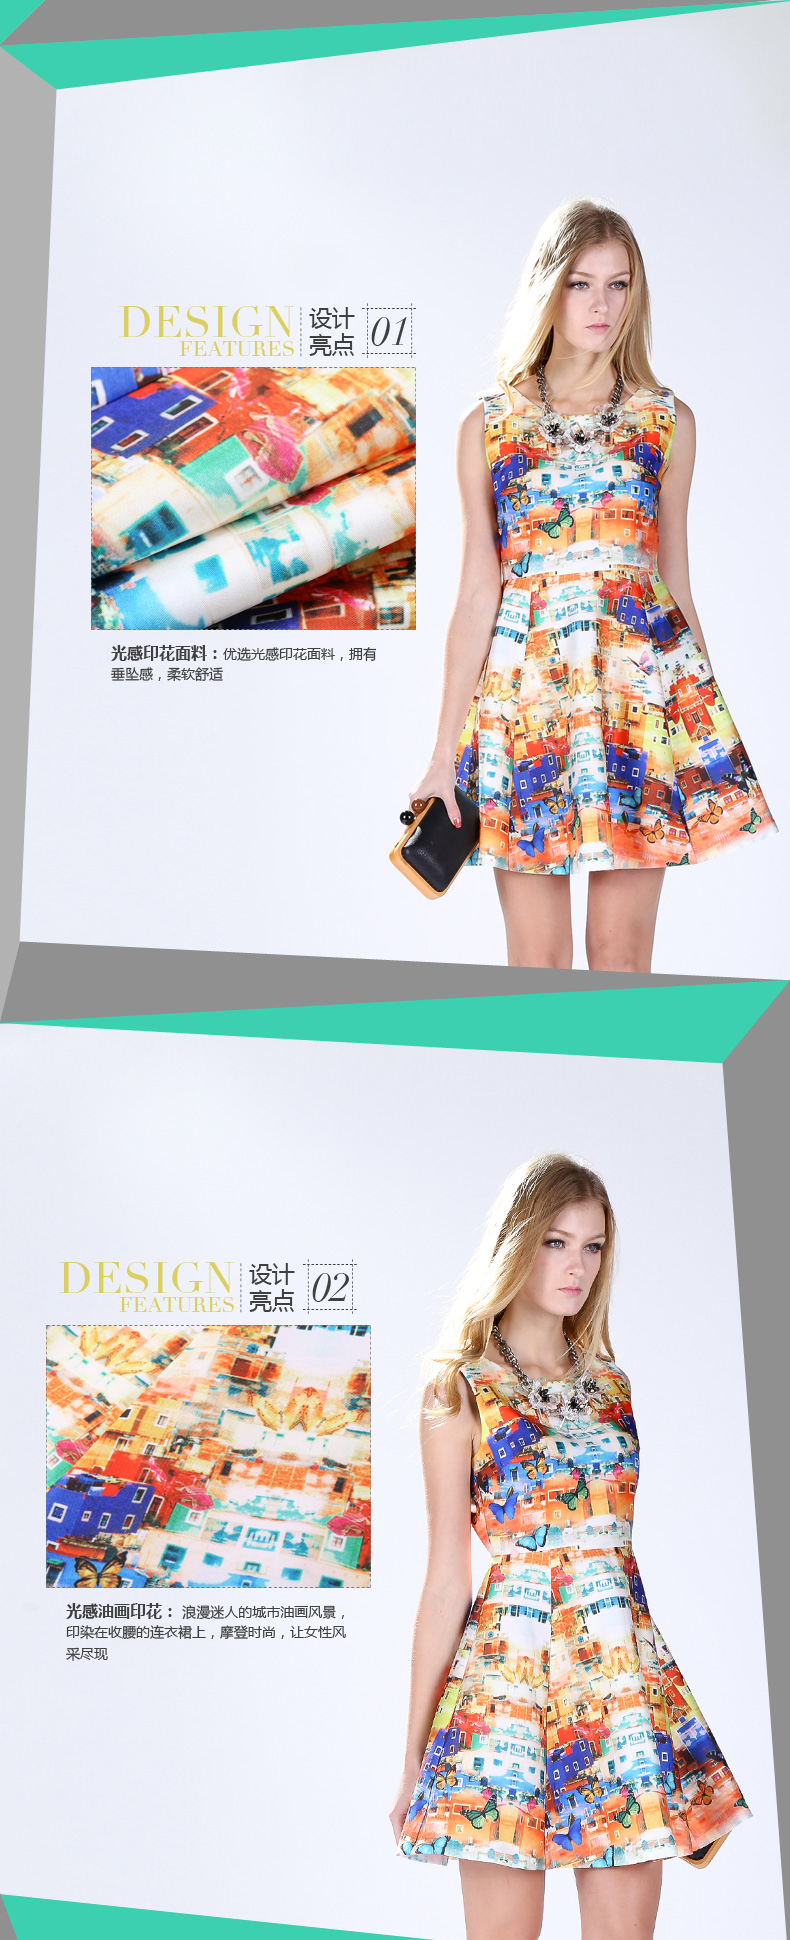 DESIGN
FEATURES
设计
亮点
01
光感印花面料：优选光感印花面料，拥有
垂坠感，柔软舒适
DESIGN
FEATURES
设计
亮点
02
光感油画印花： 浪漫迷人的城市油画风景，
印染在收腰的连衣裙上，摩登时尚，让女性风
采尽现